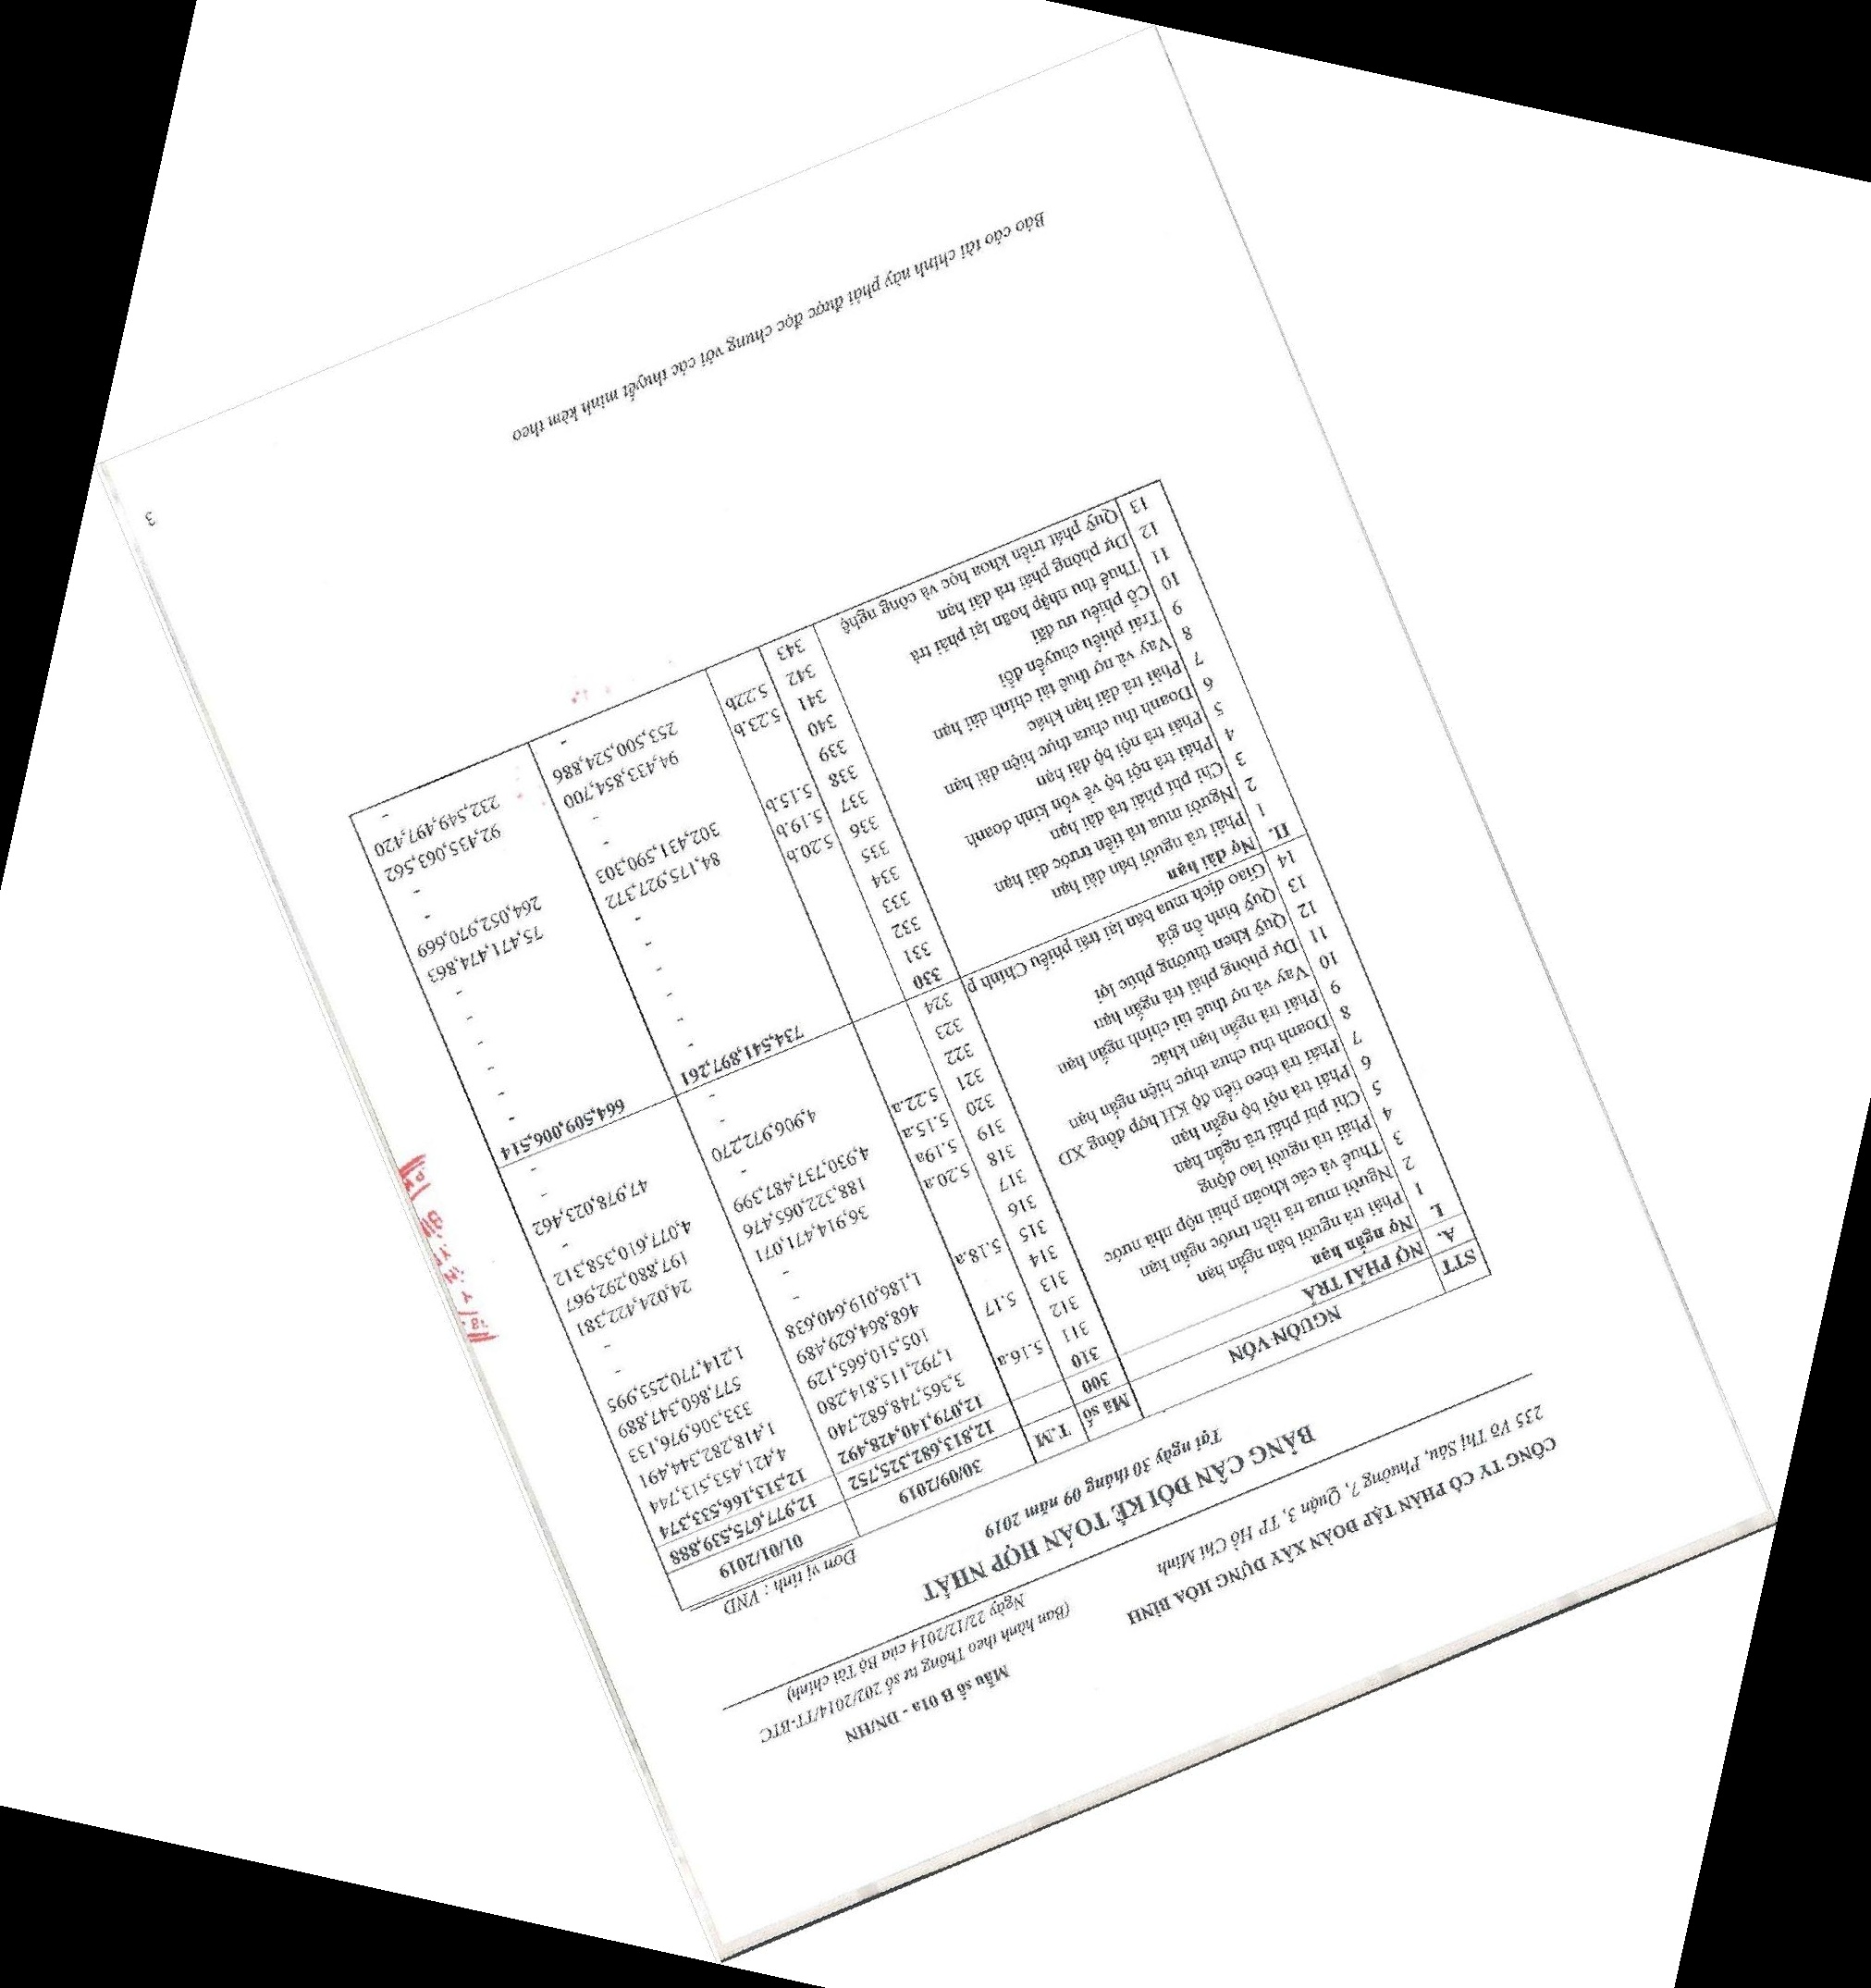 CÔNG TY CỔ PHẦN TẬP ĐOÀN XÂY DỰNG HÒA BÌNH Mẫu số B 01a - DN/HN
235 Võ Thị Sáu, Phường 7, Quận 3, TP Hồ Chí Minh (Ban hành theo Thông tư số 202/2014/TT-BTC
Ngày 22/12/2014 của Bộ Tài chính)
BẢNG CÂN ĐỐI KẾ TOÁN HỢP NHẤT
Tại ngày 30 tháng 09 năm 2019
Đơn vị tính : VND
STT NGUỒN VỐN Mã số T.M 30/09/2019 01/01/2019
A. NỢ PHẢI TRẢ 300 12,813,682,325,752 12,977,675,539,888
I. Nợ ngắn hạn 310 12,079,140,428,492 12,313,166,533,374
1 Phải trả người bán ngắn hạn 311 5.16.a 3,365,748,682,740 4,421,453,513,744
2 Người mua trả tiền trước ngắn hạn 312 1,792,115,814,280 1,418,282,344,491
3 Thuế và các khoản phải nộp nhà nước 313 5.17 105,510,665,129 333,306,976,133
4 Phải trả người lao động 314 468,864,629,489 577,860,347,889
5 Chi phí phải trả ngắn hạn 315 5.18.a 1,186,019,640,638 1,214,770,253,995
6 Phải trả nội bộ ngắn hạn 316 - -
7 Phải trả theo tiến độ KH hợp đồng XD 317 - -
8 Doanh thu chưa thực hiện ngắn hạn 318 5.20.a 36,914,471,071 24,024,422,381
9 Phải trả ngắn hạn khác 319 5.19a 188,322,065,476 197,880,292,967
10 Vay và nợ thuê tài chính ngắn hạn 320 5.15.a 4,930,737,487,399 4,077,610,358,312
11 Dự phòng phải trả ngắn hạn 321 5.22.a - -
12 Quỹ khen thưởng phúc lợi 322 4,906,972,270 47,978,023,462
13 Quỹ bình ổn giá 323 - -
14 Giao dịch mua bán lại trái phiếu Chính p 324 - -
II. Nợ dài hạn 330 734,541,897,261 664,509,006,514
1 Phải trả người bán dài hạn 331 - -
2 Người mua trả tiền trước dài hạn 332 - -
3 Chi phí phải trả dài hạn 333 - -
4 Phải trả nội bộ về vốn kinh doanh 334 - -
5 Phải trả nội bộ dài hạn 335 - -
6 Doanh thu chưa thực hiện dài hạn 336 5.20.b - -
7 Phải trả dài hạn khác 337 5.19.b 84,175,927,372 75,471,474,863
8 Vay và nợ thuê tài chính dài hạn 338 5.15.b 302,431,590,303 264,052,970,669
9 Trái phiếu chuyển đổi 339 - -
10 Cổ phiếu ưu đãi 340 - -
11 Thuế thu nhập hoãn lại phải trả 341 5.23.b 94,433,854,700 92,435,063,562
12 Dự phòng phải trả dài hạn 342 5.22b 253,500,524,886 232,549,497,420
13 Quỹ phát triển khoa học và công nghệ 343 - -
Báo cáo tài chính này phải được đọc chung với các thuyết minh kèm theo
3